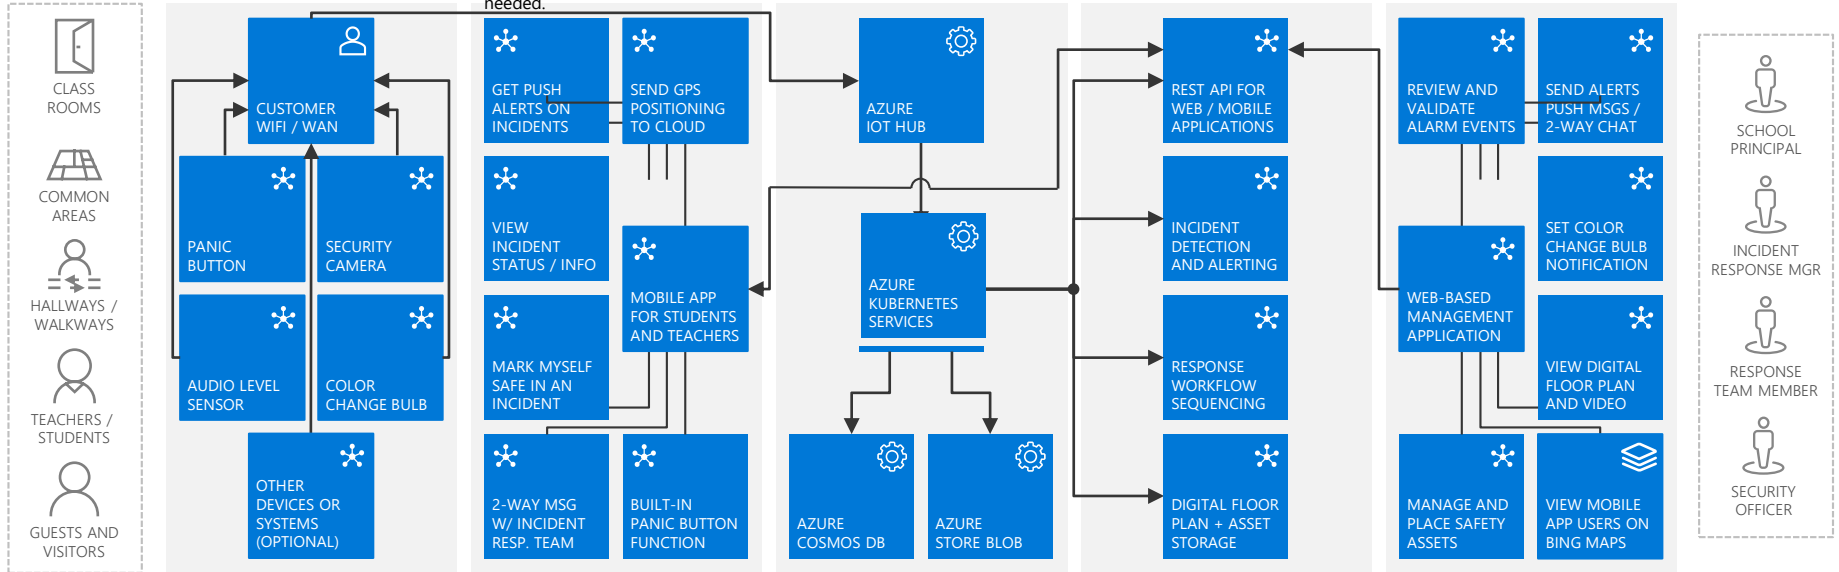 needed.
CLASS
ROOMS
COMMON
AREAS
HALLWAYS /
WALKWAYS
TEACHERS /
STUDENTS
GUESTS AND
VISITORS
CUSTOMER
WIFI / WAN
PANIC
BUTTON
SECURITY
CAMERA
AUDIO LEVEL
SENSOR
COLOR
CHANGE BULB
OTHER
DEVICES OR
SYSTEMS
(OPTIONAL)
GET PUSH
ALERTS ON
INCIDENTS
SEND GPS
POSITIONING
TO CLOUD
VIEW
INCIDENT
STATUS / INFO
MOBILE APP
FOR STUDENTS
AND TEACHERS
MARK MYSELF
SAFE IN AN
INCIDENT
2-WAY MSG
W/ INCIDENT
RESP. TEAM
BUILT-IN
PANIC BUTTON
FUNCTION
AZURE
IOT HUB
AZURE
KUBERNETES
SERVICES
AZURE
COSMOS DB
AZURE
STORE BLOB
REST API FOR
WEB / MOBILE
APPLICATIONS
INCIDENT
DETECTION
AND ALERTING
RESPONSE
WORKFLOW
SEQUENCING
DIGITAL FLOOR
PLAN + ASSET
STORAGE
REVIEW AND
VALIDATE
ALARM EVENTS
SEND ALERTS
PUSH MSGS /
2-WAY CHAT
SET COLOR
CHANGE BULB
NOTIFICATION
WEB-BASED
MANAGEMENT
APPLICATION
VIEW DIGITAL
FLOOR PLAN
AND VIDEO
MANAGE AND
PLACE SAFETY
ASSETS
VIEW MOBILE
APP USERS ON
BING MAPS
SCHOOL
PRINCIPAL
INCIDENT
RESPONSE MGR
RESPONSE
TEAM MEMBER
SECURITY
OFFICER